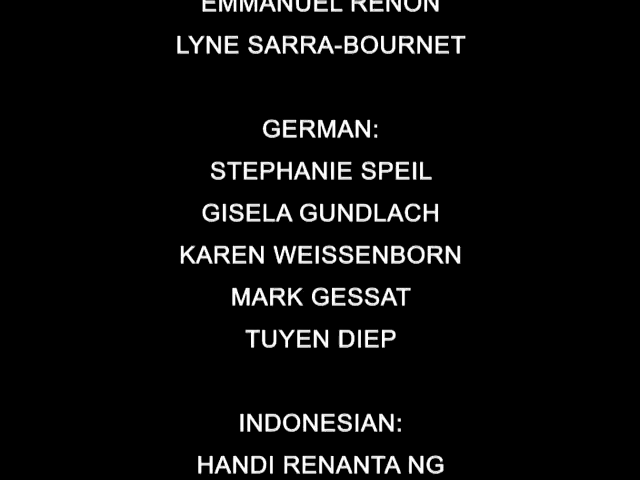 EMMANUEL RENON
LYNE SARRA-BOURNET
GERMAN:
STEPHANIE SPEIL
GISELA GUNDLACH
KAREN WEISSENBORN
MARK GESSAT
TUYEN DIEP
INDONESIAN:
HANDI RENANTA NG